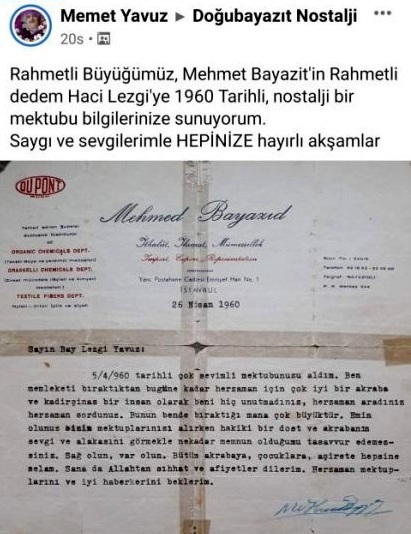 Memet Yavuz ▸ Doğubayazıt Nostalji
20s ·
Rahmetli Büyüğümüz, Mehmet Bayazit'in Rahmetli
dedem Haci Lezgi'ye 1960 Tarihli, nostalji bir
mektubu bilgilerinize sunuyorum.
Saygı ve sevgilerimle HEPİNİZE hayırlı akşamlar
DU PONT
Mehmed Bayazıd
İthalât, İhracat, Mümessillik
Import, Export, Representation
ORGANIC CHEMICALS DEPT.
GRASSELLI CHEMICALS DEPT.
TEXTILE FIBERS DEPT.
Yeni Postahane Caddesi Emniyet Han No. 1
İSTANBUL
26 Nisan 1960
Sayin Bay Lezgi Yavuz:
5/4/960 tarihli çok sevimli mektubunuzu aldım. Ben
memleketi bıraktıktan bugüne kadar herzaman için çok iyi bir akraba
ve kadirşinas bir insan olarak beni hiç unutmadınız, herzaman aradınız
herzaman sordunuz. Bunun bende bıraktığı mana çok büyüktür. Emin
olunuz sizin mektuplarınızı alırken hakiki bir dost ve akrabanın
sevgi ve alakasını görmekle nekadar memnun olduğumu tasavvur edemez-
siniz. Sağ olun, var olun. Bütün akrabaya, çocuklara, aşirete hepsine
selam. Sana da Allahtan sıhhat ve afiyetler dilerim. Herzaman mektup-
larını ve iyi haberkerini beklerim.